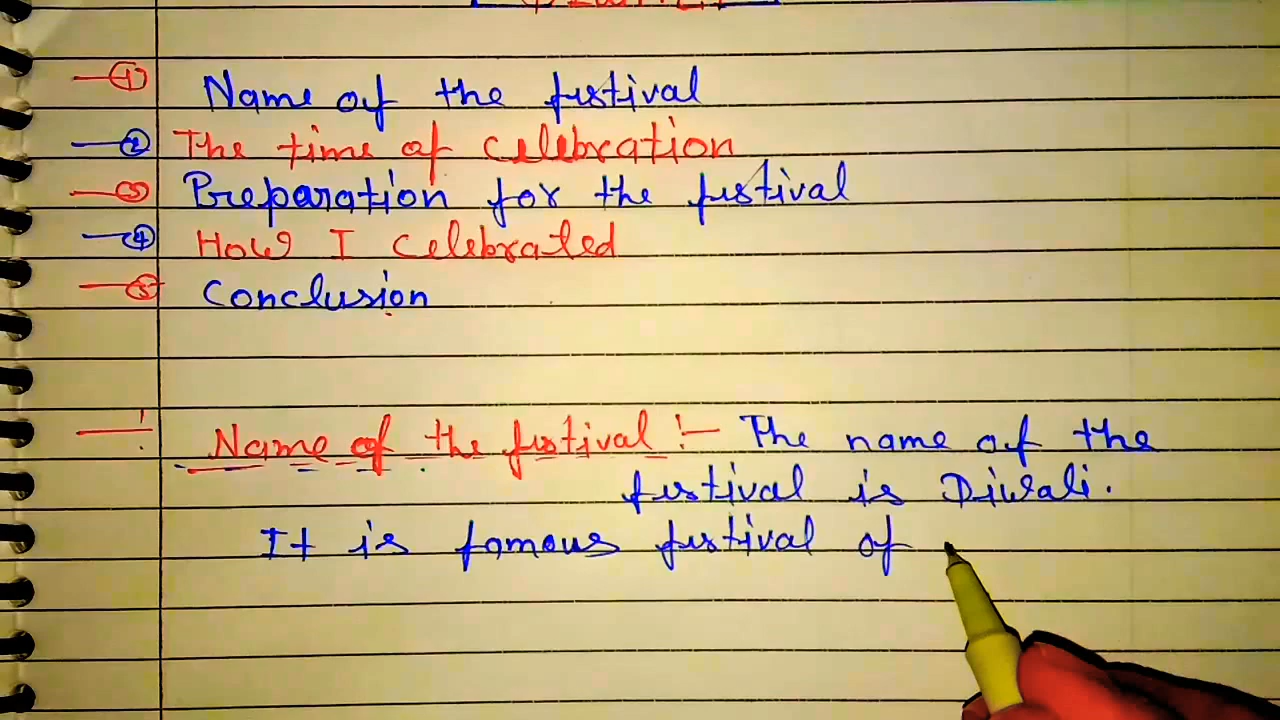 ① Name of the festival
② The time of celebration
③ Preparation for the festival
④ How I celebrated
⑤ Conclusion
Name of the festival :- The name of the
festival is Diwali.
It is famous festival of